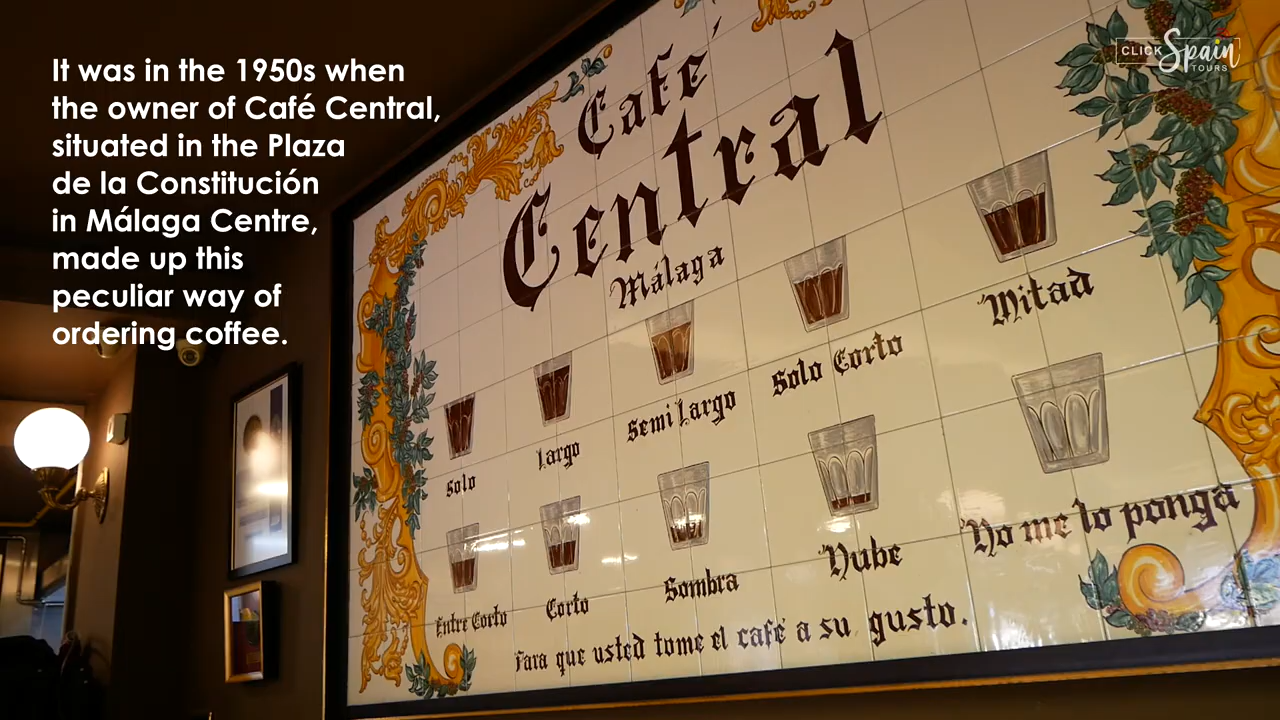 It was in the 1950s when
the owner of Café Central,
situated in the Plaza
de la Constitución
in Málaga Centre,
made up this
peculiar way of
ordering coffee.
CLICK Spain
TOURS
Café
Central
Málaga
Solo
Largo
Semi Largo
Solo Corto
Mitad
Entre Corto
Corto
Sombra
Nube
No me lo ponga
Para que usted tome el café a su gusto.